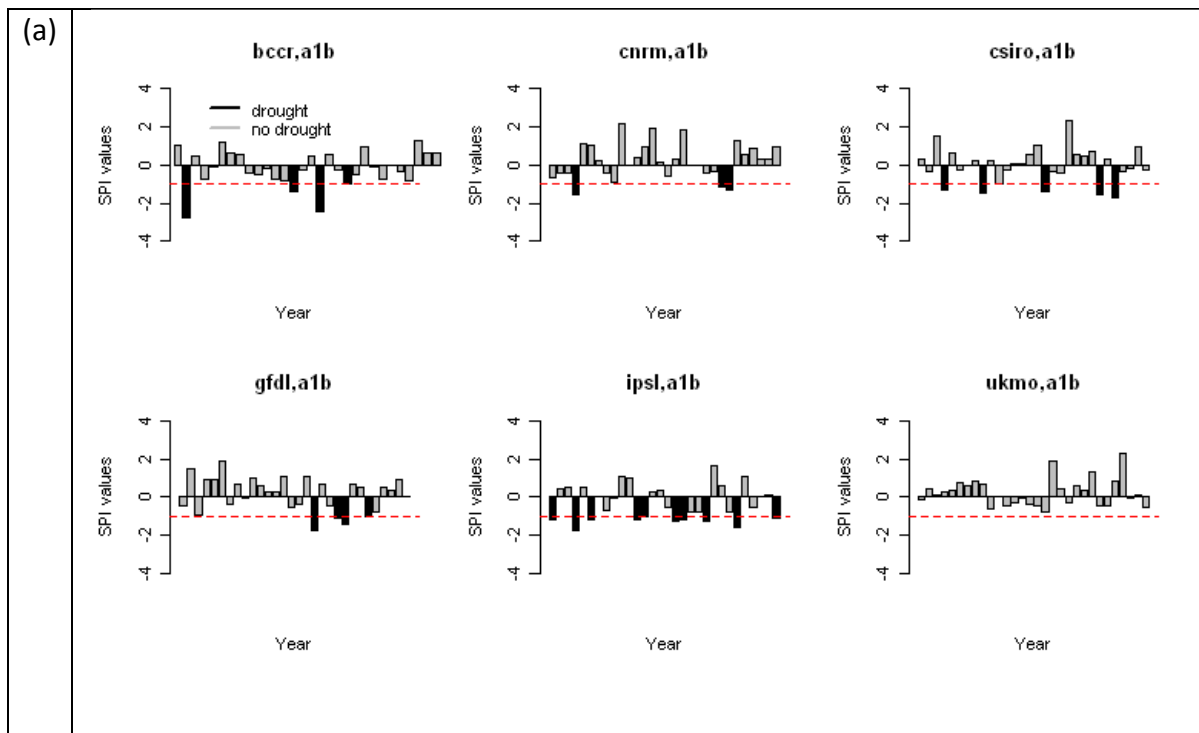 (a)
bccr,a1b
SPI values
4
2
0
-2
-4
drought
no drought
Year
cnrm,a1b
SPI values
4
2
0
-2
-4
Year
csiro,a1b
SPI values
4
2
0
-2
-4
Year
gfdl,a1b
SPI values
4
2
0
-2
-4
Year
ipsl,a1b
SPI values
4
2
0
-2
-4
Year
ukmo,a1b
SPI values
4
2
0
-2
-4
Year